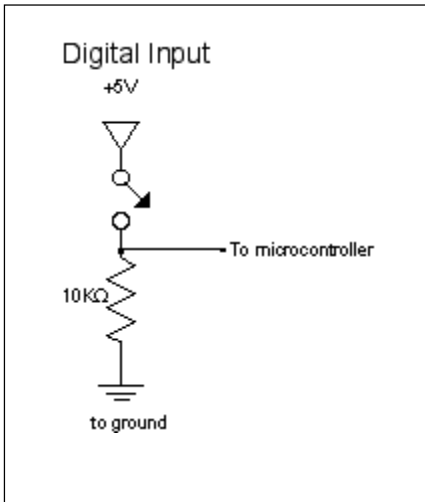 Digital Input
+5V
To microcontroller
10KΩ
to ground